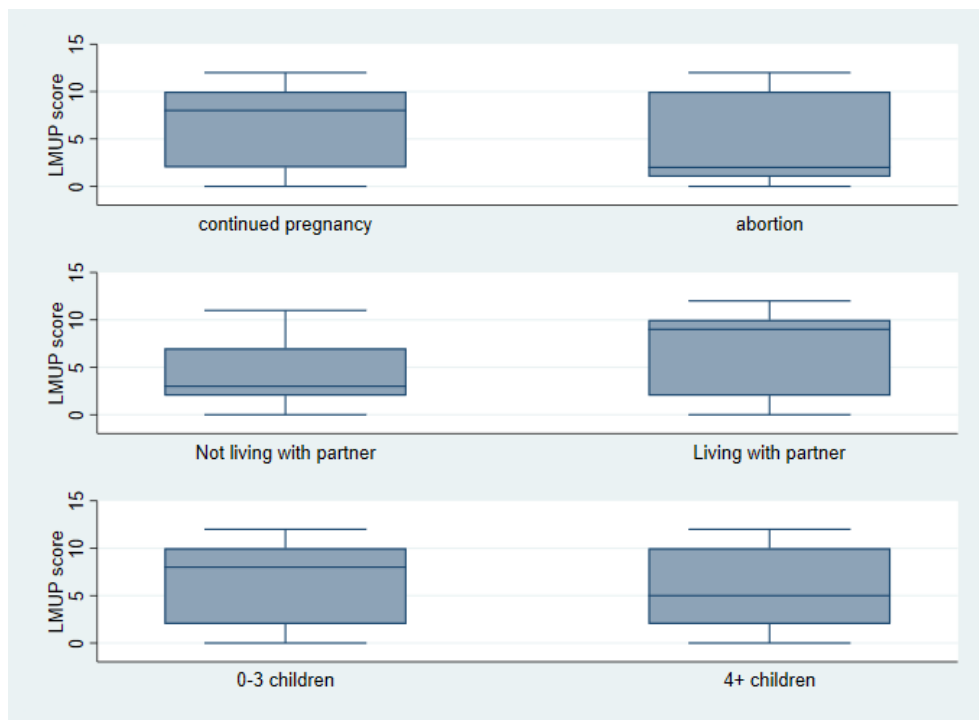 LMUP score
15
10
5
0
continued pregnancy
abortion
LMUP score
15
10
5
0
Not living with partner
Living with partner
LMUP score
15
10
5
0
0-3 children
4+ children